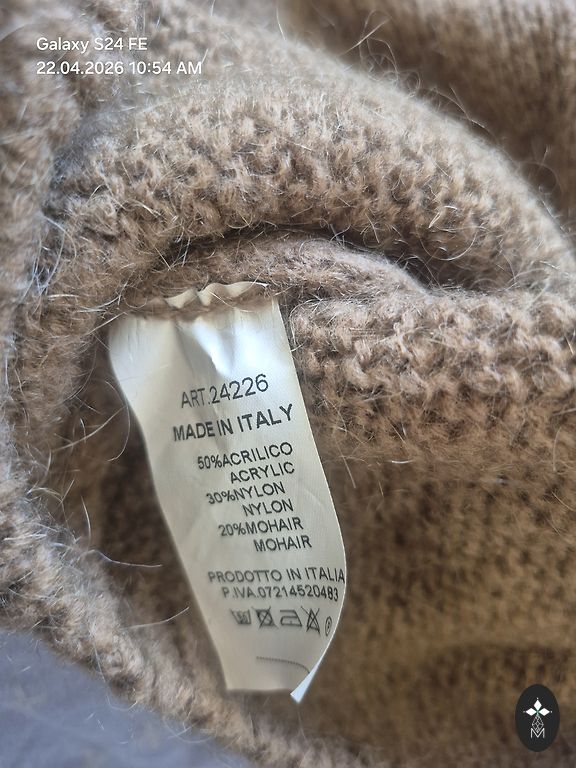 Galaxy S24 FE
22.04.2026 10:54 AM
ART.24226
MADE IN ITALY
50%ACRILICO
ACRYLIC
30%NYLON
NYLON
20%MOHAIR
MOHAIR
PRODOTTO IN ITALIA
P.IVA.07214520483
P
M